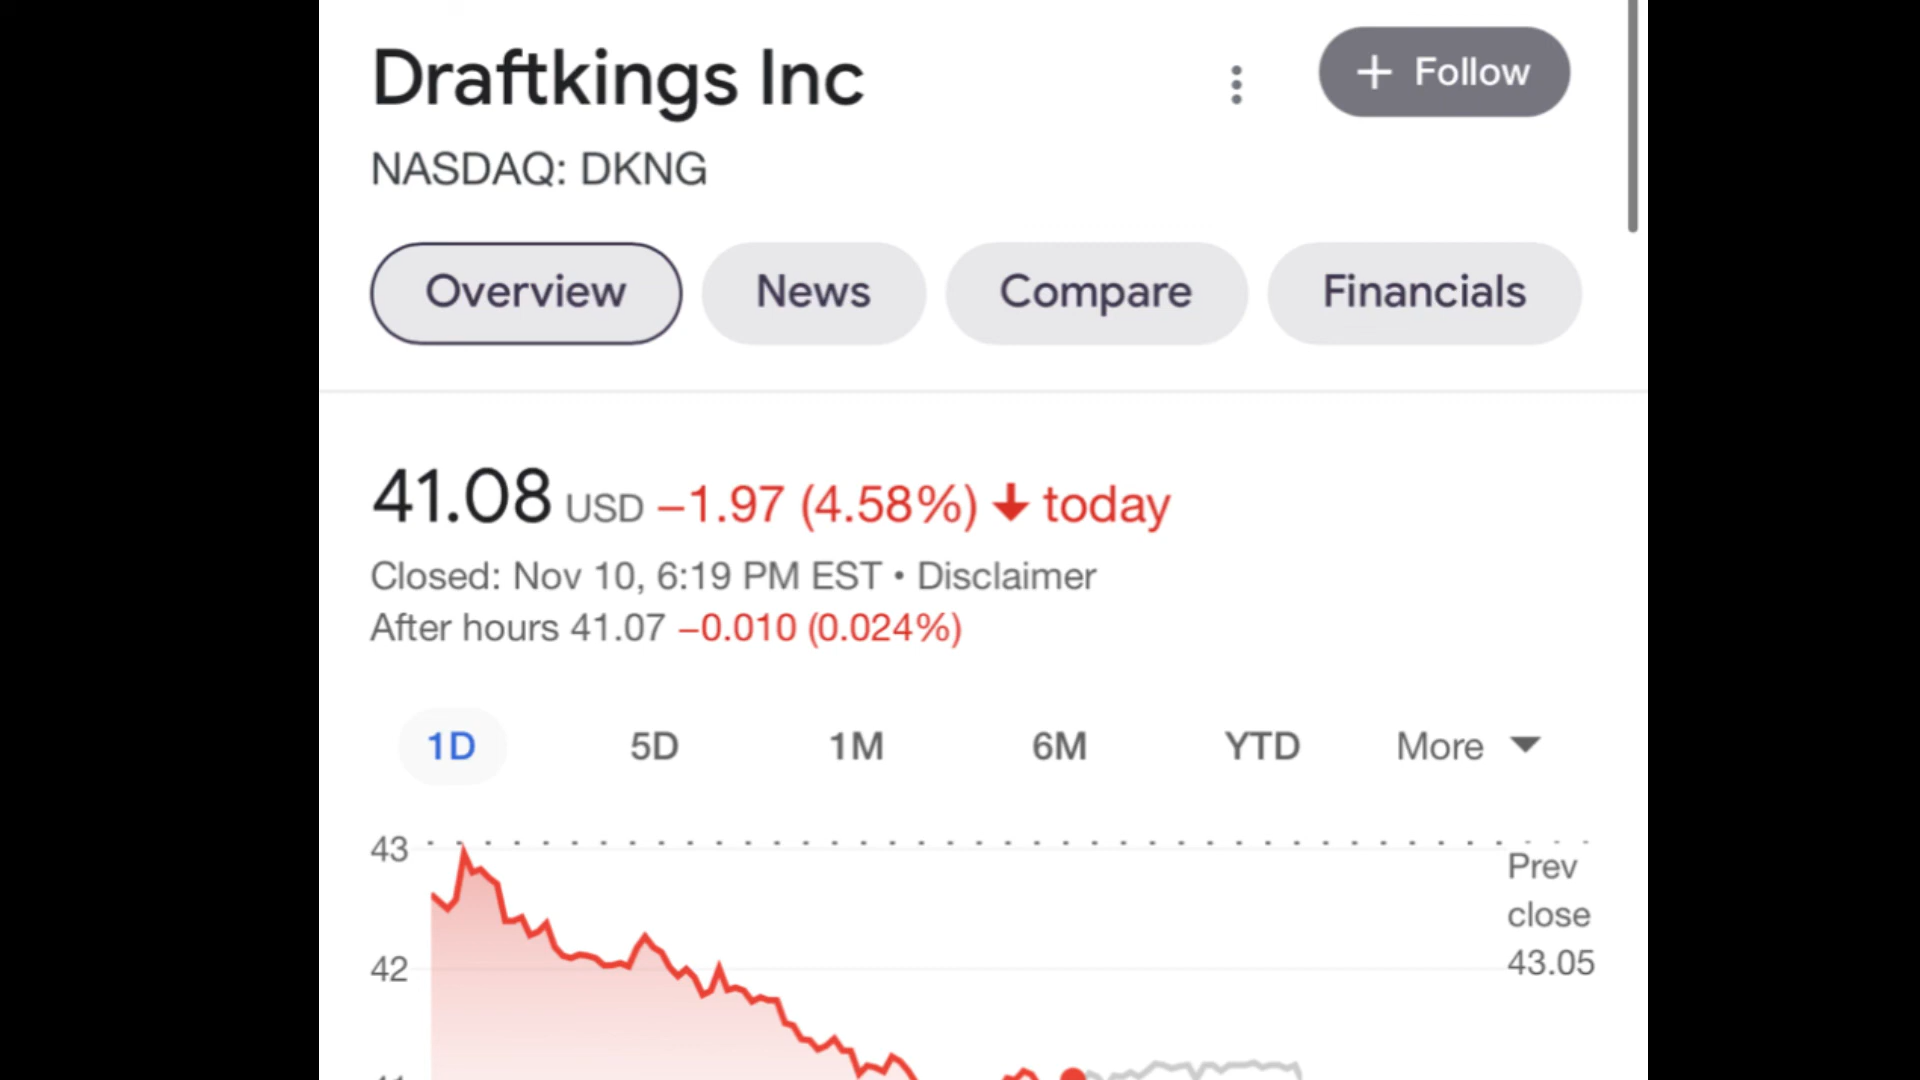 Draftkings Inc
+ Follow
NASDAQ: DKNG
Overview
News
Compare
Financials
41.08 USD −1.97 (4.58%) ↓ today
Closed: Nov 10, 6:19 PM EST • Disclaimer
After hours 41.07 −0.010 (0.024%)
1D
5D
1M
6M
YTD
More
43
Prev
close
43.05
42